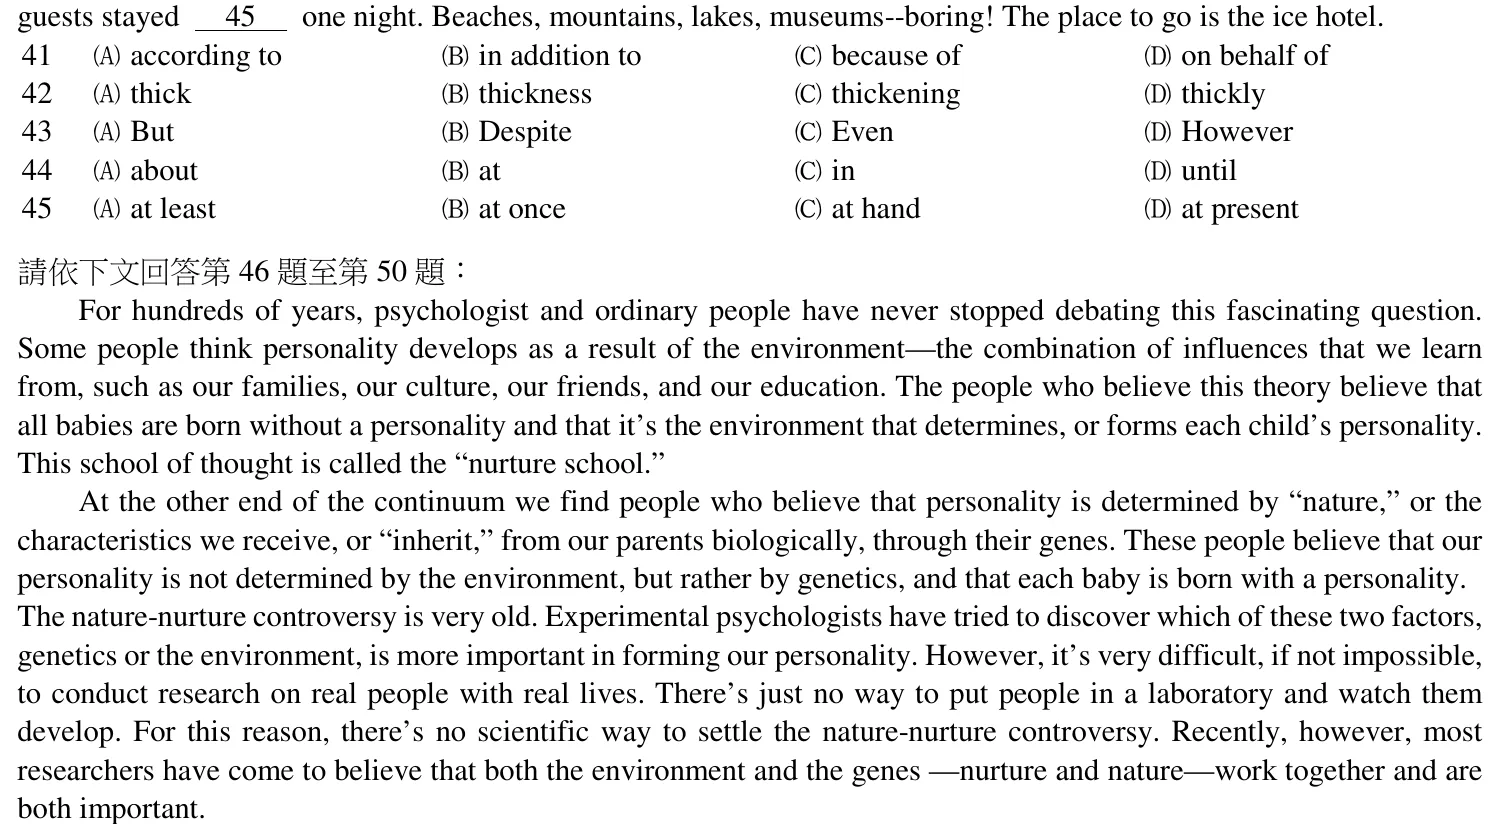 guests stayed 45 one night. Beaches, mountains, lakes, museums--boring! The place to go is the ice hotel.
41 (A) according to (B) in addition to (C) because of (D) on behalf of
42 (A) thick (B) thickness (C) thickening (D) thickly
43 (A) But (B) Despite (C) Even (D) However
44 (A) about (B) at (C) in (D) until
45 (A) at least (B) at once (C) at hand (D) at present
請依下文回答第 46 題至第 50 題：
For hundreds of years, psychologist and ordinary people have never stopped debating this fascinating question.
Some people think personality develops as a result of the environment—the combination of influences that we learn
from, such as our families, our culture, our friends, and our education. The people who believe this theory believe that
all babies are born without a personality and that it’s the environment that determines, or forms each child’s personality.
This school of thought is called the “nurture school.”
At the other end of the continuum we find people who believe that personality is determined by “nature,” or the
characteristics we receive, or “inherit,” from our parents biologically, through their genes. These people believe that our
personality is not determined by the environment, but rather by genetics, and that each baby is born with a personality.
The nature-nurture controversy is very old. Experimental psychologists have tried to discover which of these two factors,
genetics or the environment, is more important in forming our personality. However, it’s very difficult, if not impossible,
to conduct research on real people with real lives. There’s just no way to put people in a laboratory and watch them
develop. For this reason, there’s no scientific way to settle the nature-nurture controversy. Recently, however, most
researchers have come to believe that both the environment and the genes —nurture and nature—work together and are
both important.